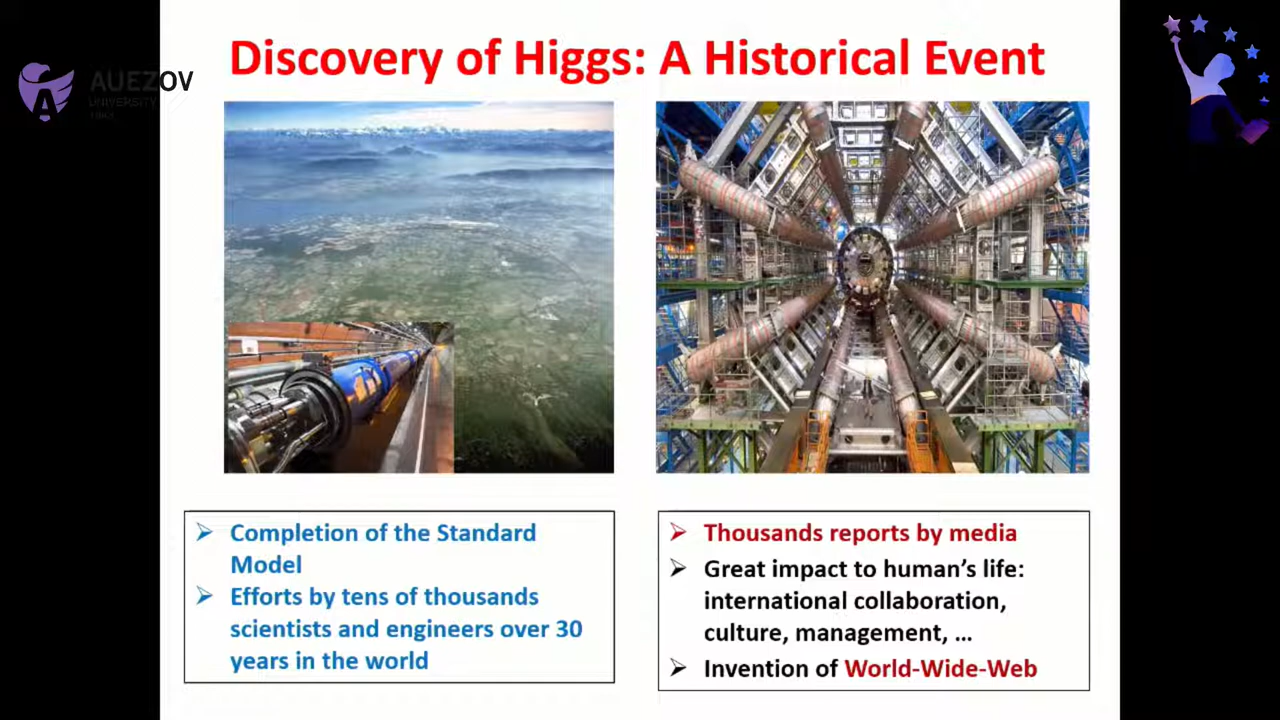 Discovery of Higgs: A Historical Event
AUEZOV
UNIVERSITY
Completion of the Standard
Model
Efforts by tens of thousands
scientists and engineers over 30
years in the world
Thousands reports by media
Great impact to human's life:
international collaboration,
culture, management, ...
Invention of World-Wide-Web